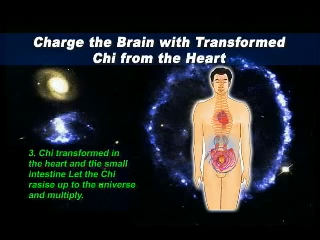 Charge the Brain with Transformed
Chi from the Heart
3. Chi transformed in
the heart and the small
intestine Let the Chi
rasise up to the universe
and multiply.